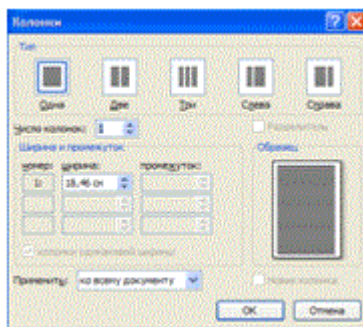 Колонки
Тип
Одна Две Три Слева Справа
Число колонок: 1 Разделитель
Ширина и промежуток Образец
номер: ширина: промежуток:
1: 18,46 см
колонки одинаковой ширины
Применить: ко всему документу Новая колонка
ОК Отмена